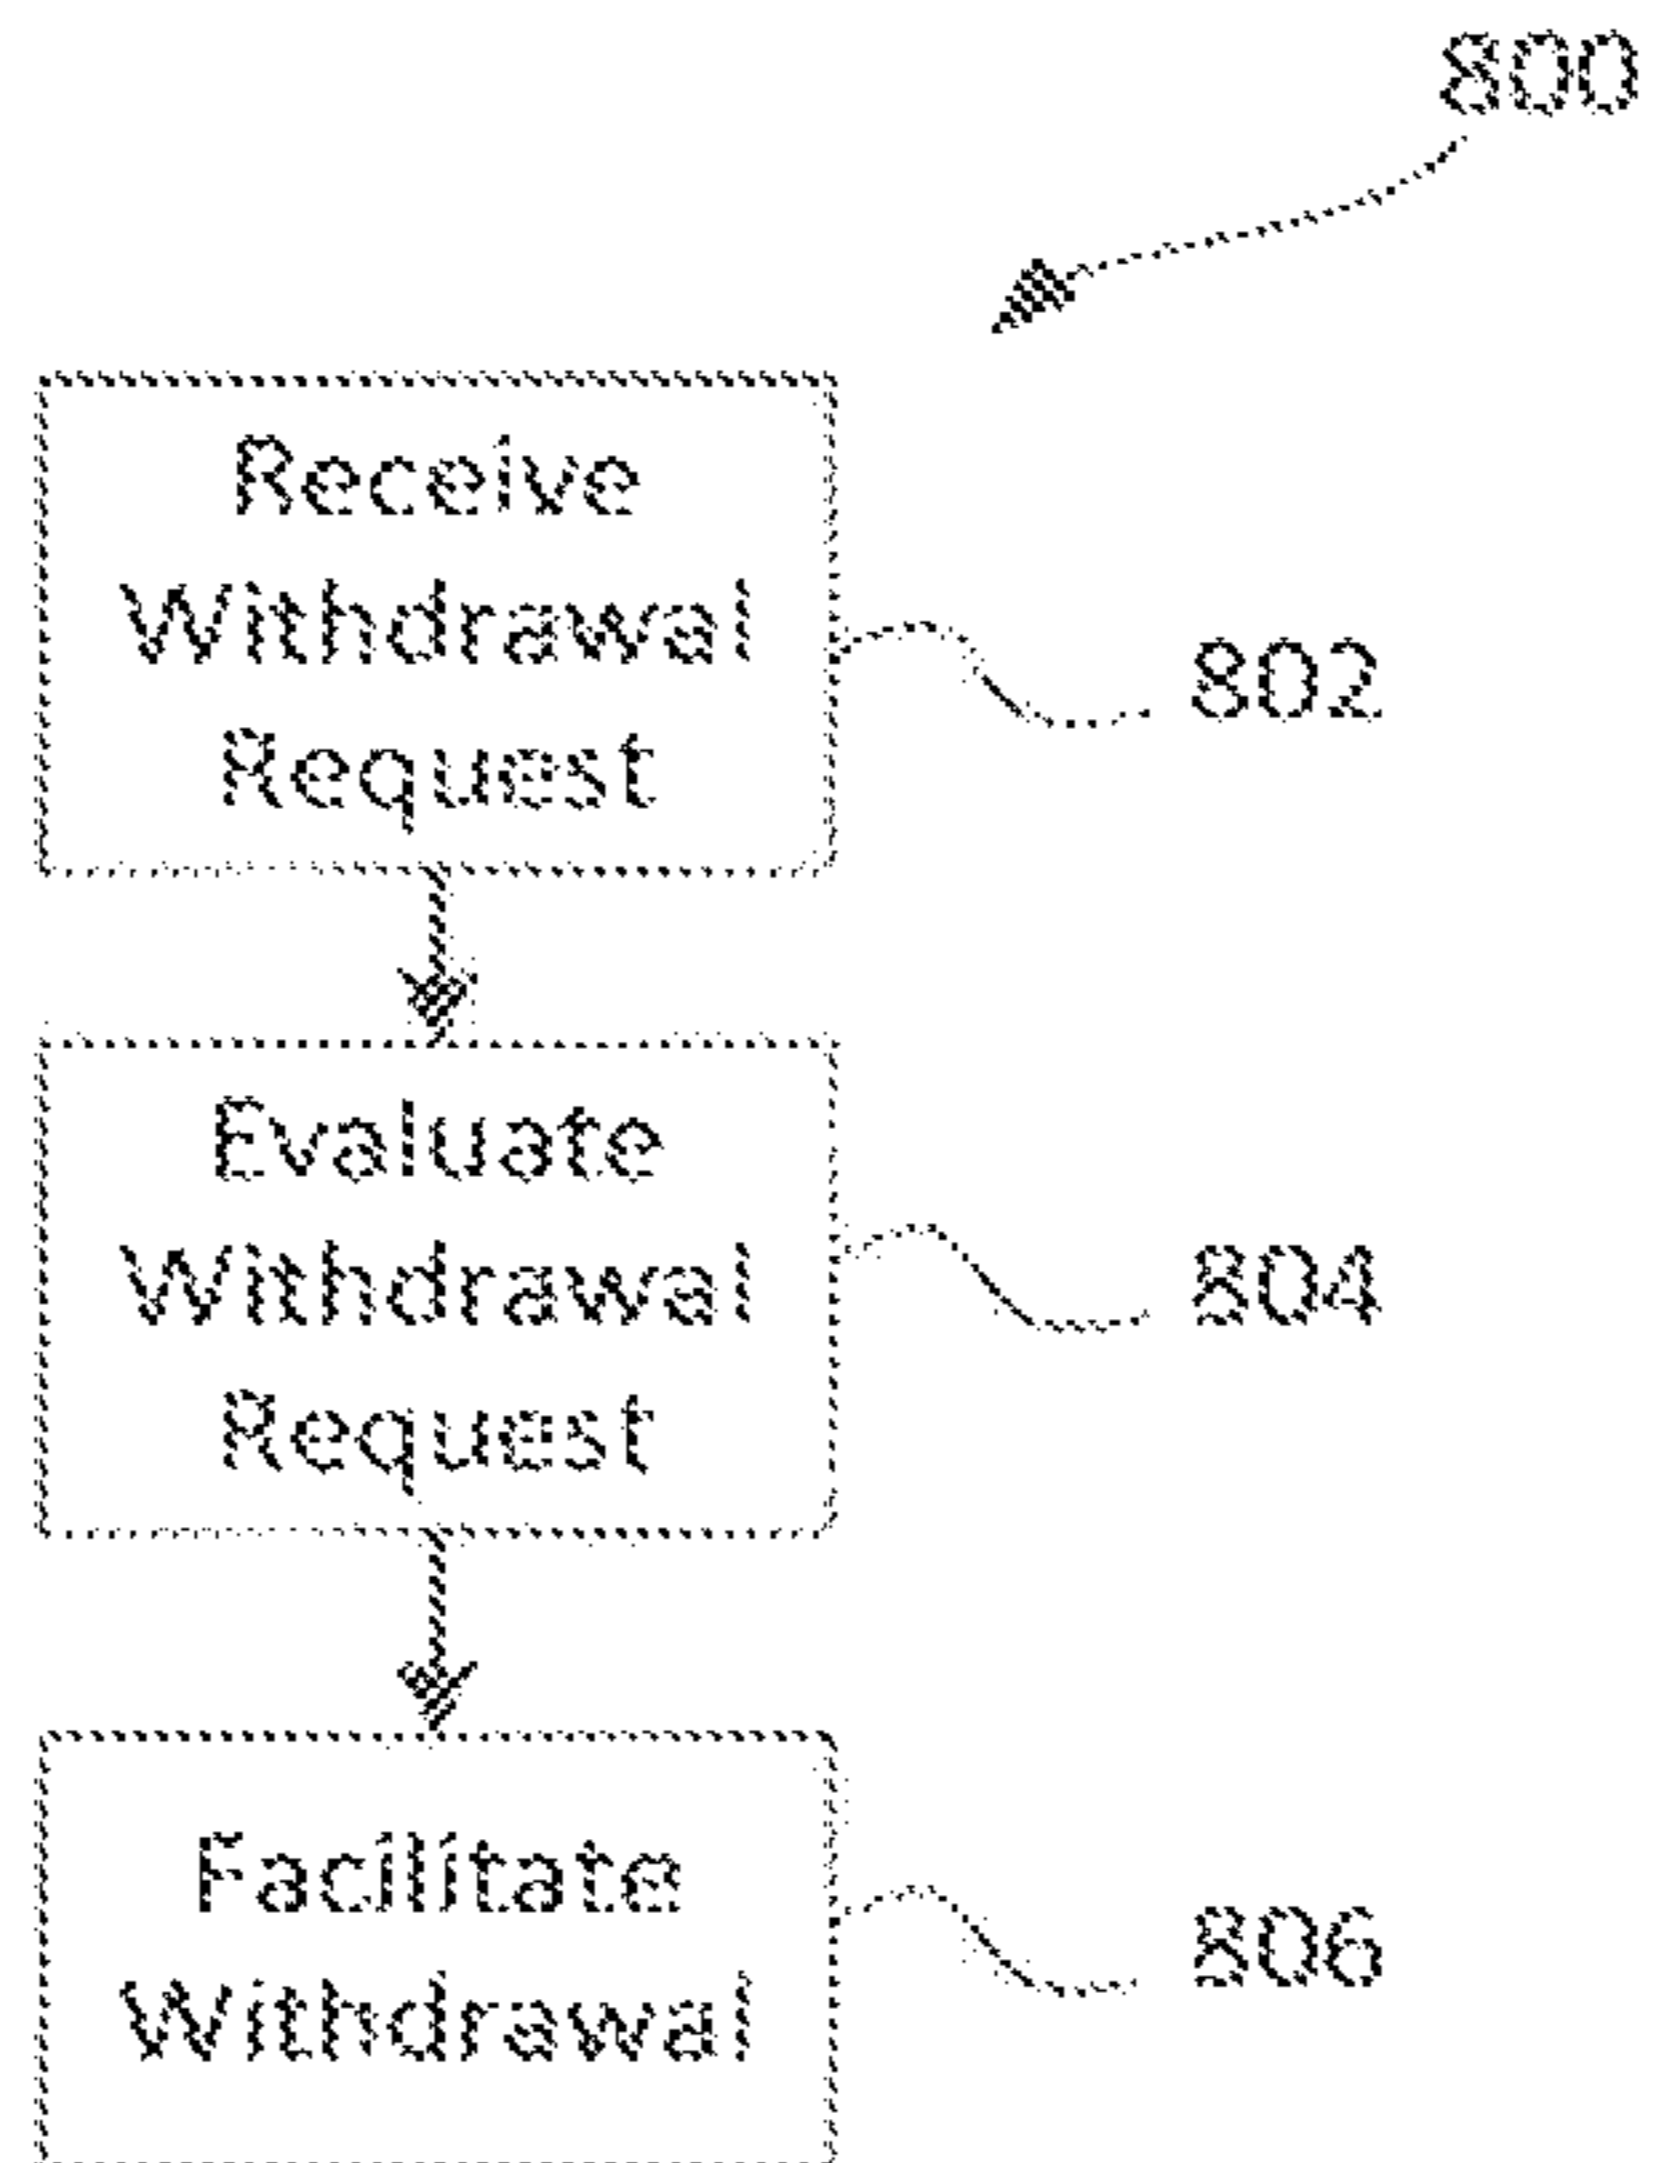 800
Receive
Withdrawal
Request
802
Evaluate
Withdrawal
Request
804
Facilitate
Withdrawal
806